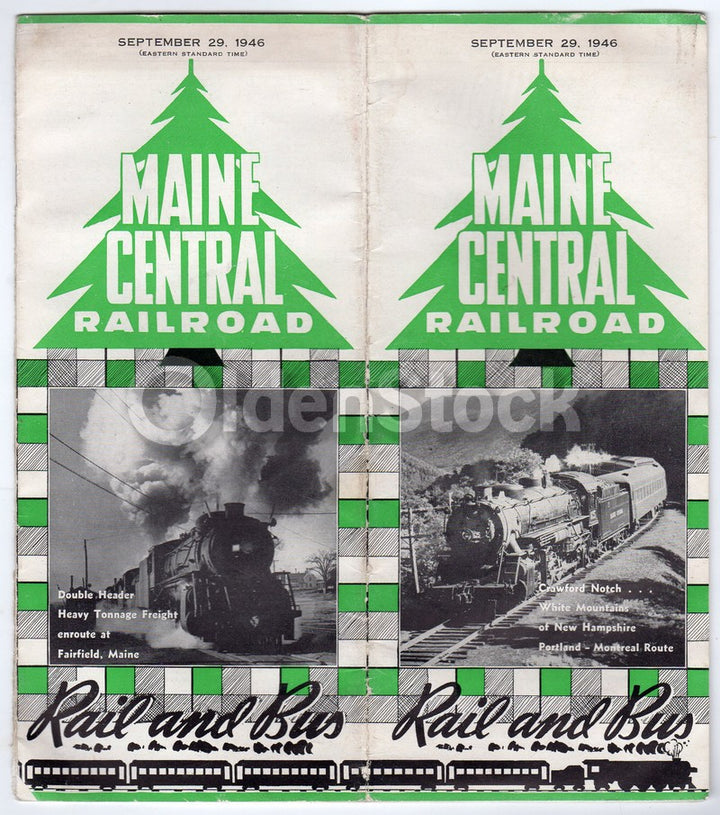 SEPTEMBER 29, 1946
(EASTERN STANDARD TIME)
MAINE
CENTRAL
RAILROAD
Double Header
Heavy Tonnage Freight
enroute at
Fairfield, Maine
Rail and Bus
SEPTEMBER 29, 1946
(EASTERN STANDARD TIME)
MAINE
CENTRAL
RAILROAD
Crawford Notch . . .
White Mountains
of New Hampshire
Portland - Montreal Route
Rail and Bus
OldenStock